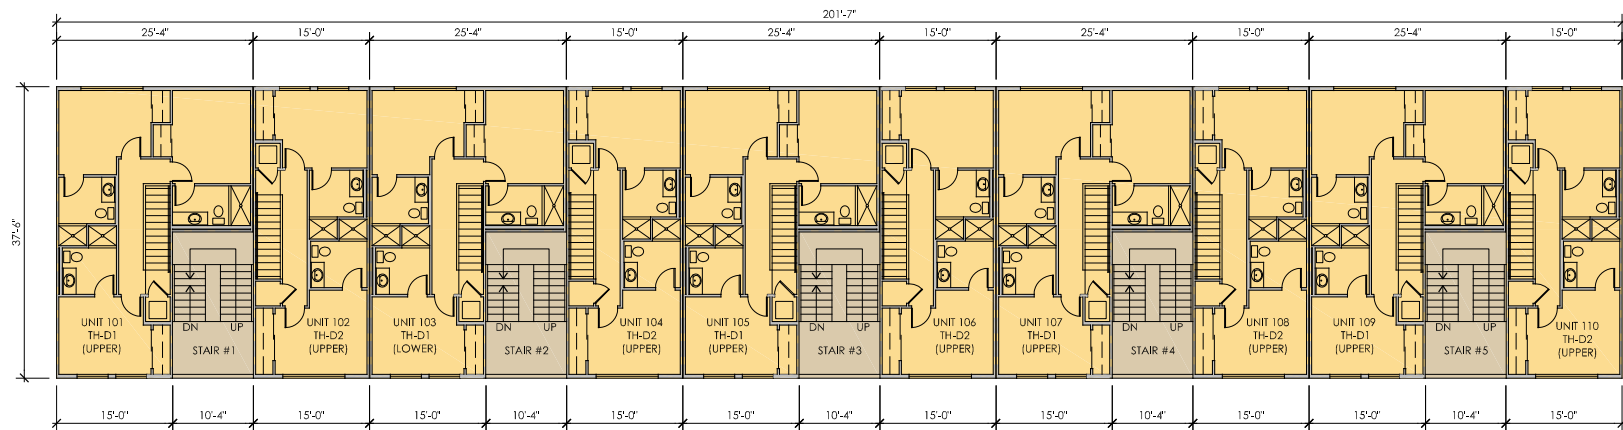 201'-7"
25'-4" 15'-0" 25'-4" 15'-0" 25'-4" 15'-0" 25'-4" 15'-0" 25'-4" 15'-0"
37'-6"
UNIT 101
TH-D1
(UPPER)
DN UP
STAIR #1
UNIT 102
TH-D2
(UPPER)
UNIT 103
TH-D1
(LOWER)
DN UP
STAIR #2
UNIT 104
TH-D2
(UPPER)
UNIT 105
TH-D1
(UPPER)
DN UP
STAIR #3
UNIT 106
TH-D2
(UPPER)
UNIT 107
TH-D1
(UPPER)
DN UP
STAIR #4
UNIT 108
TH-D2
(UPPER)
UNIT 109
TH-D1
(UPPER)
DN UP
STAIR #5
UNIT 110
TH-D2
(UPPER)
15'-0" 10'-4" 15'-0" 15'-0" 10'-4" 15'-0" 15'-0" 10'-4" 15'-0" 15'-0" 10'-4" 15'-0" 15'-0" 10'-4" 15'-0"